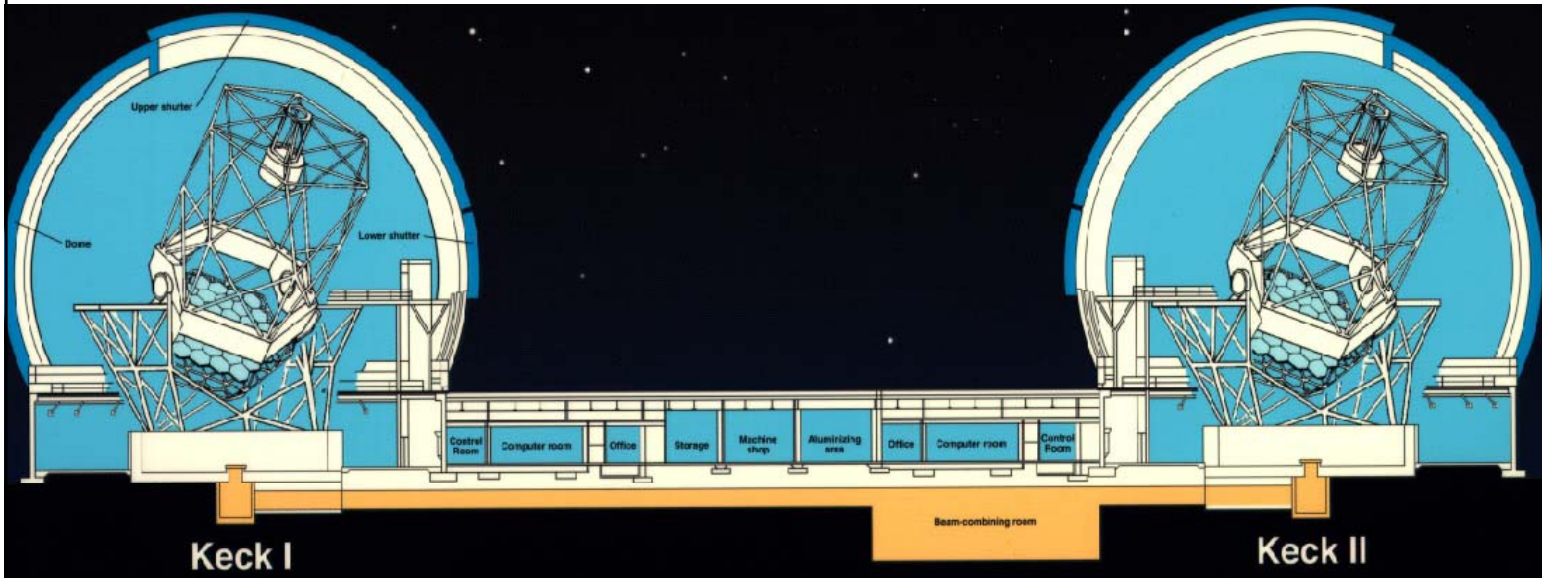 Upper shutter
Dome
Lower shutter
Control
Room
Computer room
Office
Storage
Machine
shop
Aluminizing
area
Office
Computer room
Control
Room
Beam-combining room
Keck I
Keck II